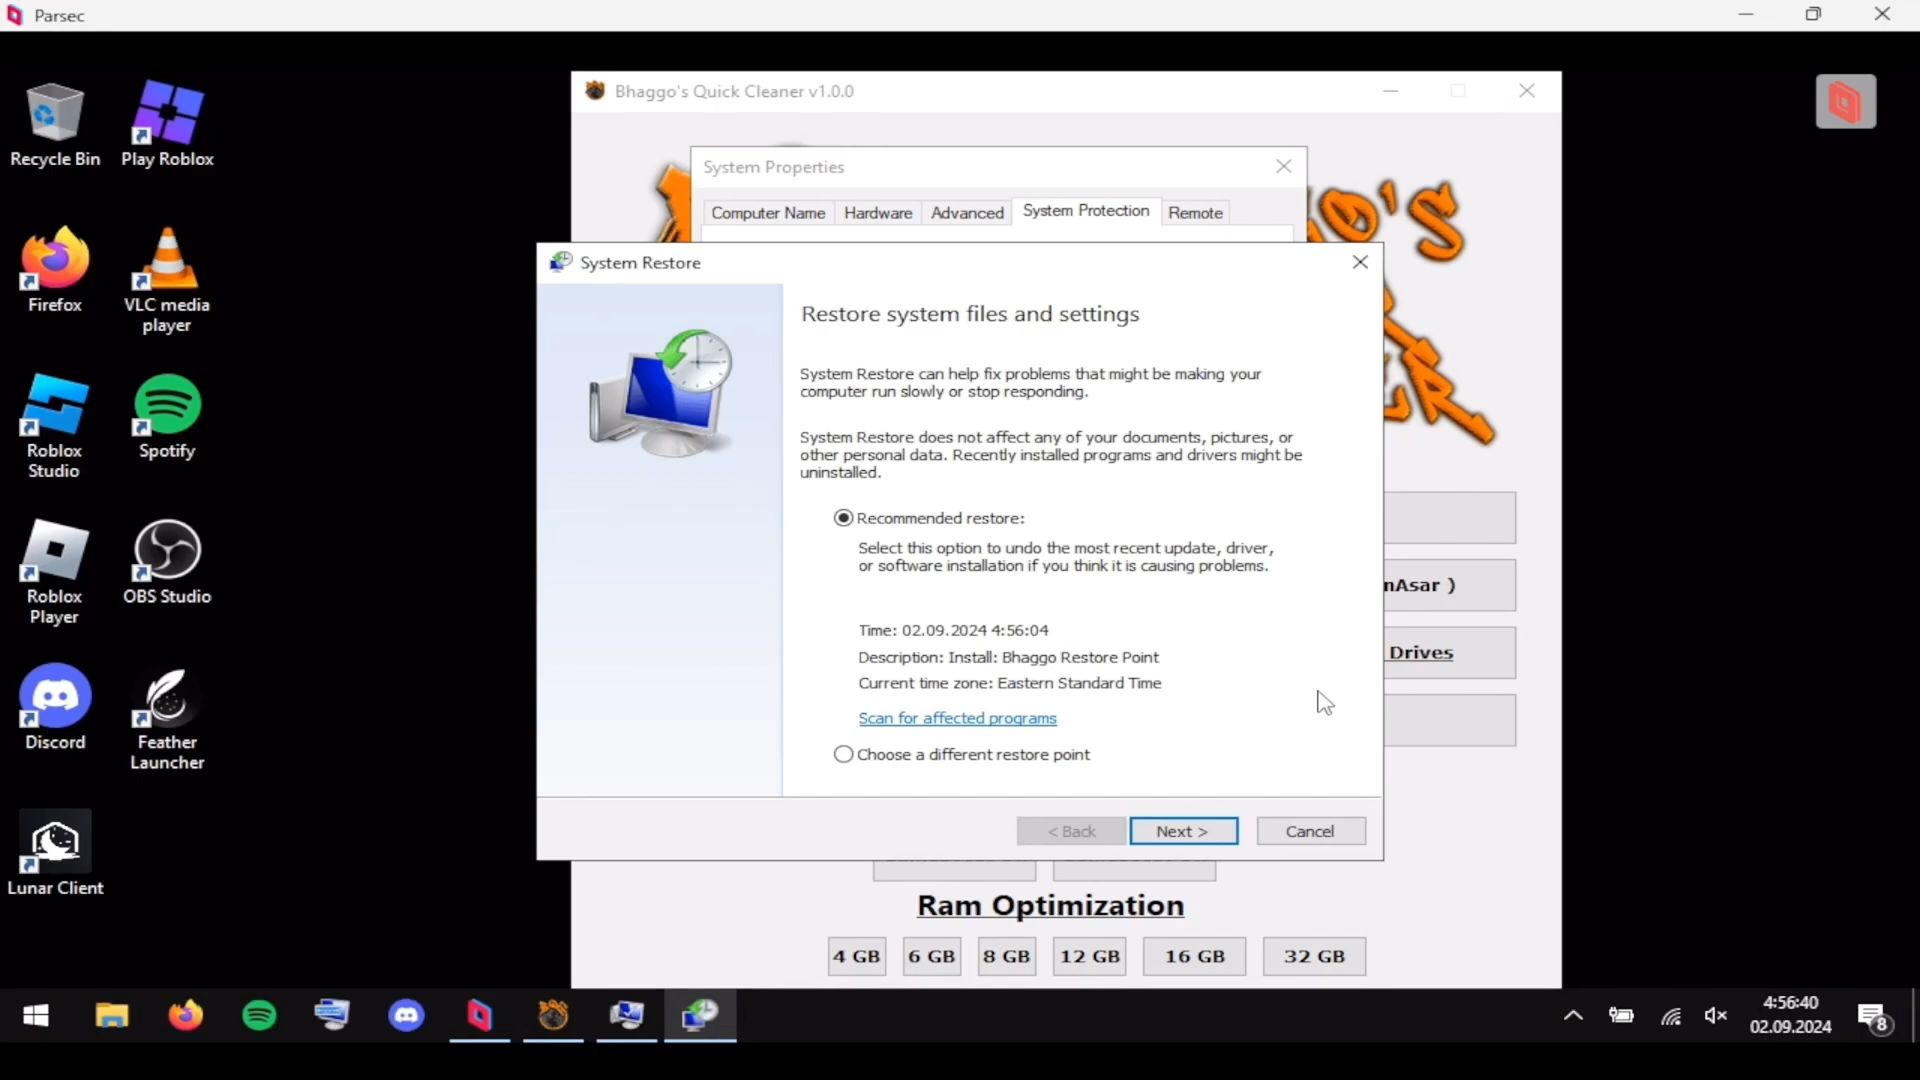 Parsec
Recycle Bin
Play Roblox
Firefox
VLC media
player
Roblox
Studio
Spotify
Roblox
Player
OBS Studio
Discord
Feather
Launcher
Lunar Client
Bhaggo's Quick Cleaner v1.0.0
System Properties
Computer Name
Hardware
Advanced
System Protection
Remote
O'S
System Restore
Restore system files and settings
System Restore can help fix problems that might be making your
computer run slowly or stop responding.
System Restore does not affect any of your documents, pictures, or
other personal data. Recently installed programs and drivers might be
uninstalled.
Recommended restore:
Select this option to undo the most recent update, driver,
or software installation if you think it is causing problems.
Time: 02.09.2024 4:56:04
Description: Install: Bhaggo Restore Point
Current time zone: Eastern Standard Time
Scan for affected programs
Choose a different restore point
< Back
Next >
Cancel
nAsar )
Drives
Ram Optimization
4 GB
6 GB
8 GB
12 GB
16 GB
32 GB
4:56:40
02.09.2024
8